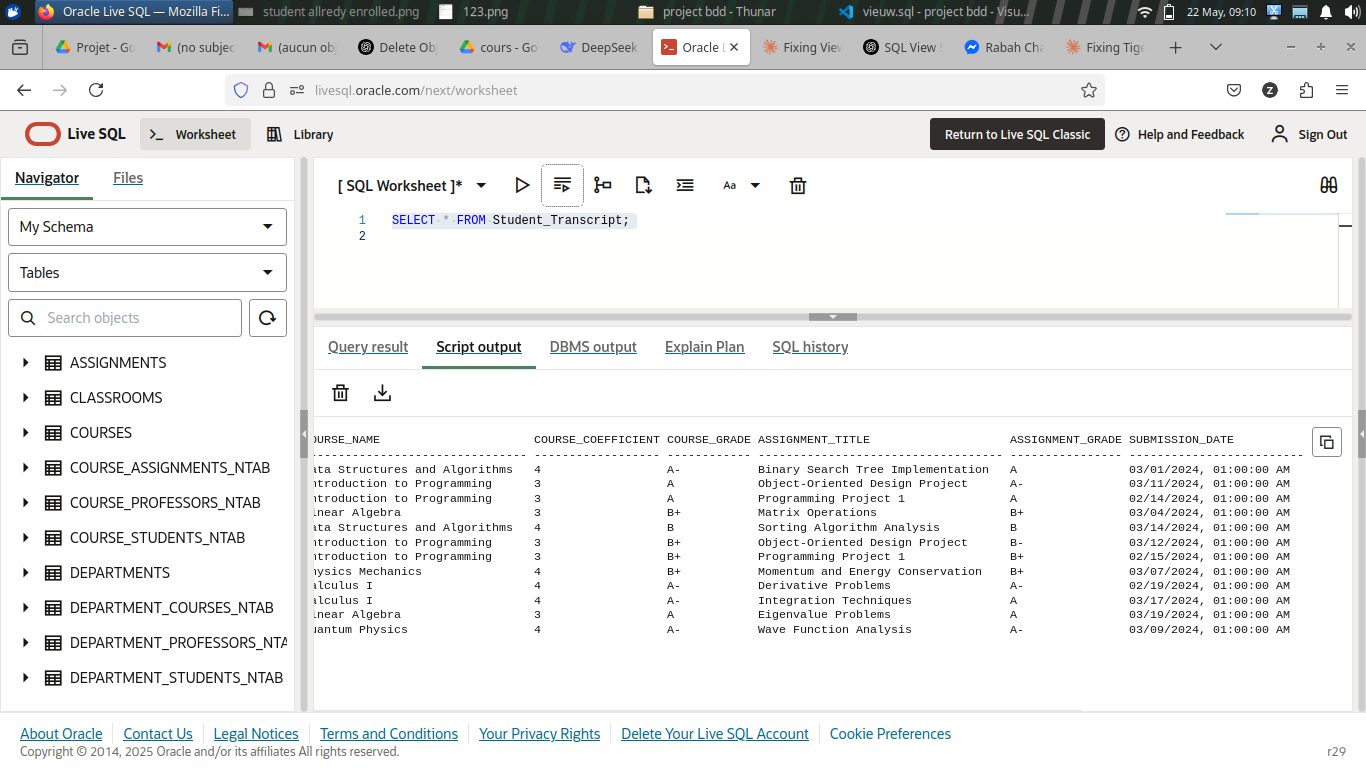 Oracle Live SQL — Mozilla Fi...
student allredy enrolled.png
123.png
project bdd - Thunar
vieuw.sql - project bdd - Visu...
22 May, 09:10
Projet - Go
(no subjec
(aucun obj
Delete Obj
cours - Go
DeepSeek
Oracle L
Fixing View
SQL View S
Rabah Cha
Fixing Tige
livesql.oracle.com/next/worksheet
Z
Live SQL
Worksheet
Library
Return to Live SQL Classic
Help and Feedback
Sign Out
Navigator
Files
My Schema
Tables
Search objects
ASSIGNMENTS
CLASSROOMS
COURSES
COURSE_ASSIGNMENTS_NTAB
COURSE_PROFESSORS_NTAB
COURSE_STUDENTS_NTAB
DEPARTMENTS
DEPARTMENT_COURSES_NTAB
DEPARTMENT_PROFESSORS_NTA
DEPARTMENT_STUDENTS_NTAB
[ SQL Worksheet ]*
Aa
1 SELECT * FROM Student_Transcript;
2
Query result
Script output
DBMS output
Explain Plan
SQL history
OURSE_NAME COURSE_COEFFICIENT COURSE_GRADE ASSIGNMENT_TITLE ASSIGNMENT_GRADE SUBMISSION_DATE
ata Structures and Algorithms 4 A- Binary Search Tree Implementation A 03/01/2024, 01:00:00 AM
ntroduction to Programming 3 A Object-Oriented Design Project A- 03/11/2024, 01:00:00 AM
ntroduction to Programming 3 A Programming Project 1 A 02/14/2024, 01:00:00 AM
inear Algebra 3 B+ Matrix Operations B+ 03/04/2024, 01:00:00 AM
ata Structures and Algorithms 4 B Sorting Algorithm Analysis B 03/14/2024, 01:00:00 AM
ntroduction to Programming 3 B+ Object-Oriented Design Project B- 03/12/2024, 01:00:00 AM
ntroduction to Programming 3 B+ Programming Project 1 B+ 02/15/2024, 01:00:00 AM
hysics Mechanics 4 B+ Momentum and Energy Conservation B+ 03/07/2024, 01:00:00 AM
alculus I 4 A- Derivative Problems A- 02/19/2024, 01:00:00 AM
alculus I 4 A- Integration Techniques A 03/17/2024, 01:00:00 AM
inear Algebra 3 A Eigenvalue Problems A 03/19/2024, 01:00:00 AM
uantum Physics 4 A- Wave Function Analysis A- 03/09/2024, 01:00:00 AM
About Oracle
Contact Us
Legal Notices
Terms and Conditions
Your Privacy Rights
Delete Your Live SQL Account
Cookie Preferences
Copyright © 2014, 2025 Oracle and/or its affiliates All rights reserved.
r29